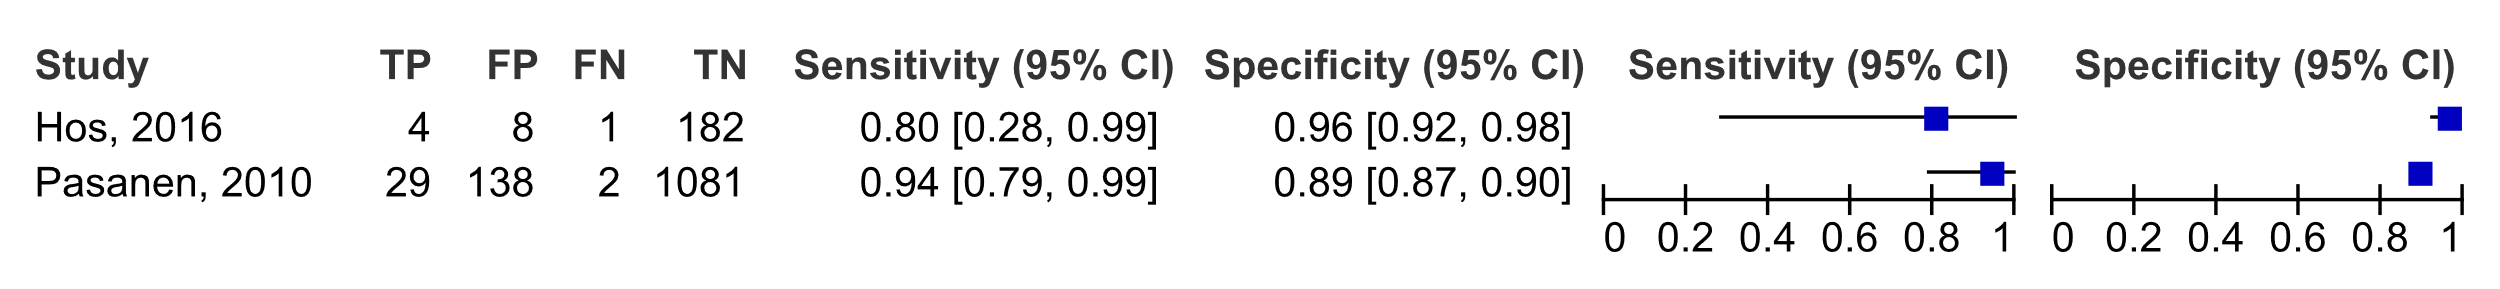 Study TP FP FN TN Sensitivity (95% CI) Specificity (95% CI) Sensitivity (95% CI) Specificity (95% CI)
Hos, 2016 4 8 1 182 0.80 [0.28, 0.99] 0.96 [0.92, 0.98]
Pasanen, 2010 29 138 2 1081 0.94 [0.79, 0.99] 0.89 [0.87, 0.90]
0 0.2 0.4 0.6 0.8 1 0 0.2 0.4 0.6 0.8 1